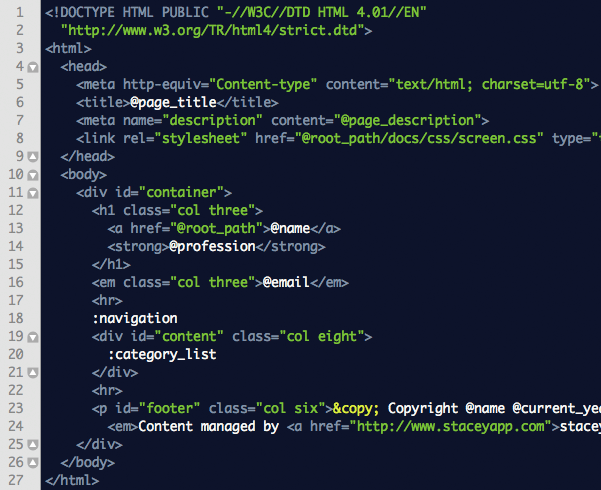 1 <!DOCTYPE HTML PUBLIC "-//W3C//DTD HTML 4.01//EN"
2 "http://www.w3.org/TR/html4/strict.dtd">
3 <html>
4 <head>
5 <meta http-equiv="Content-type" content="text/html; charset=utf-8">
6 <title>@page_title</title>
7 <meta name="description" content="@page_description">
8 <link rel="stylesheet" href="@root_path/docs/css/screen.css" type="
9 </head>
10 <body>
11 <div id="container">
12 <h1 class="col three">
13 <a href="@root_path">@name</a>
14 <strong>@profession</strong>
15 </h1>
16 <em class="col three">@email</em>
17 <hr>
18 :navigation
19 <div id="content" class="col eight">
20 :category_list
21 </div>
22 <hr>
23 <p id="footer" class="col six">&copy; Copyright @name @current_yea
24 <em>Content managed by <a href="http://www.staceyapp.com">stacey
25 </div>
26 </body>
27 </html>